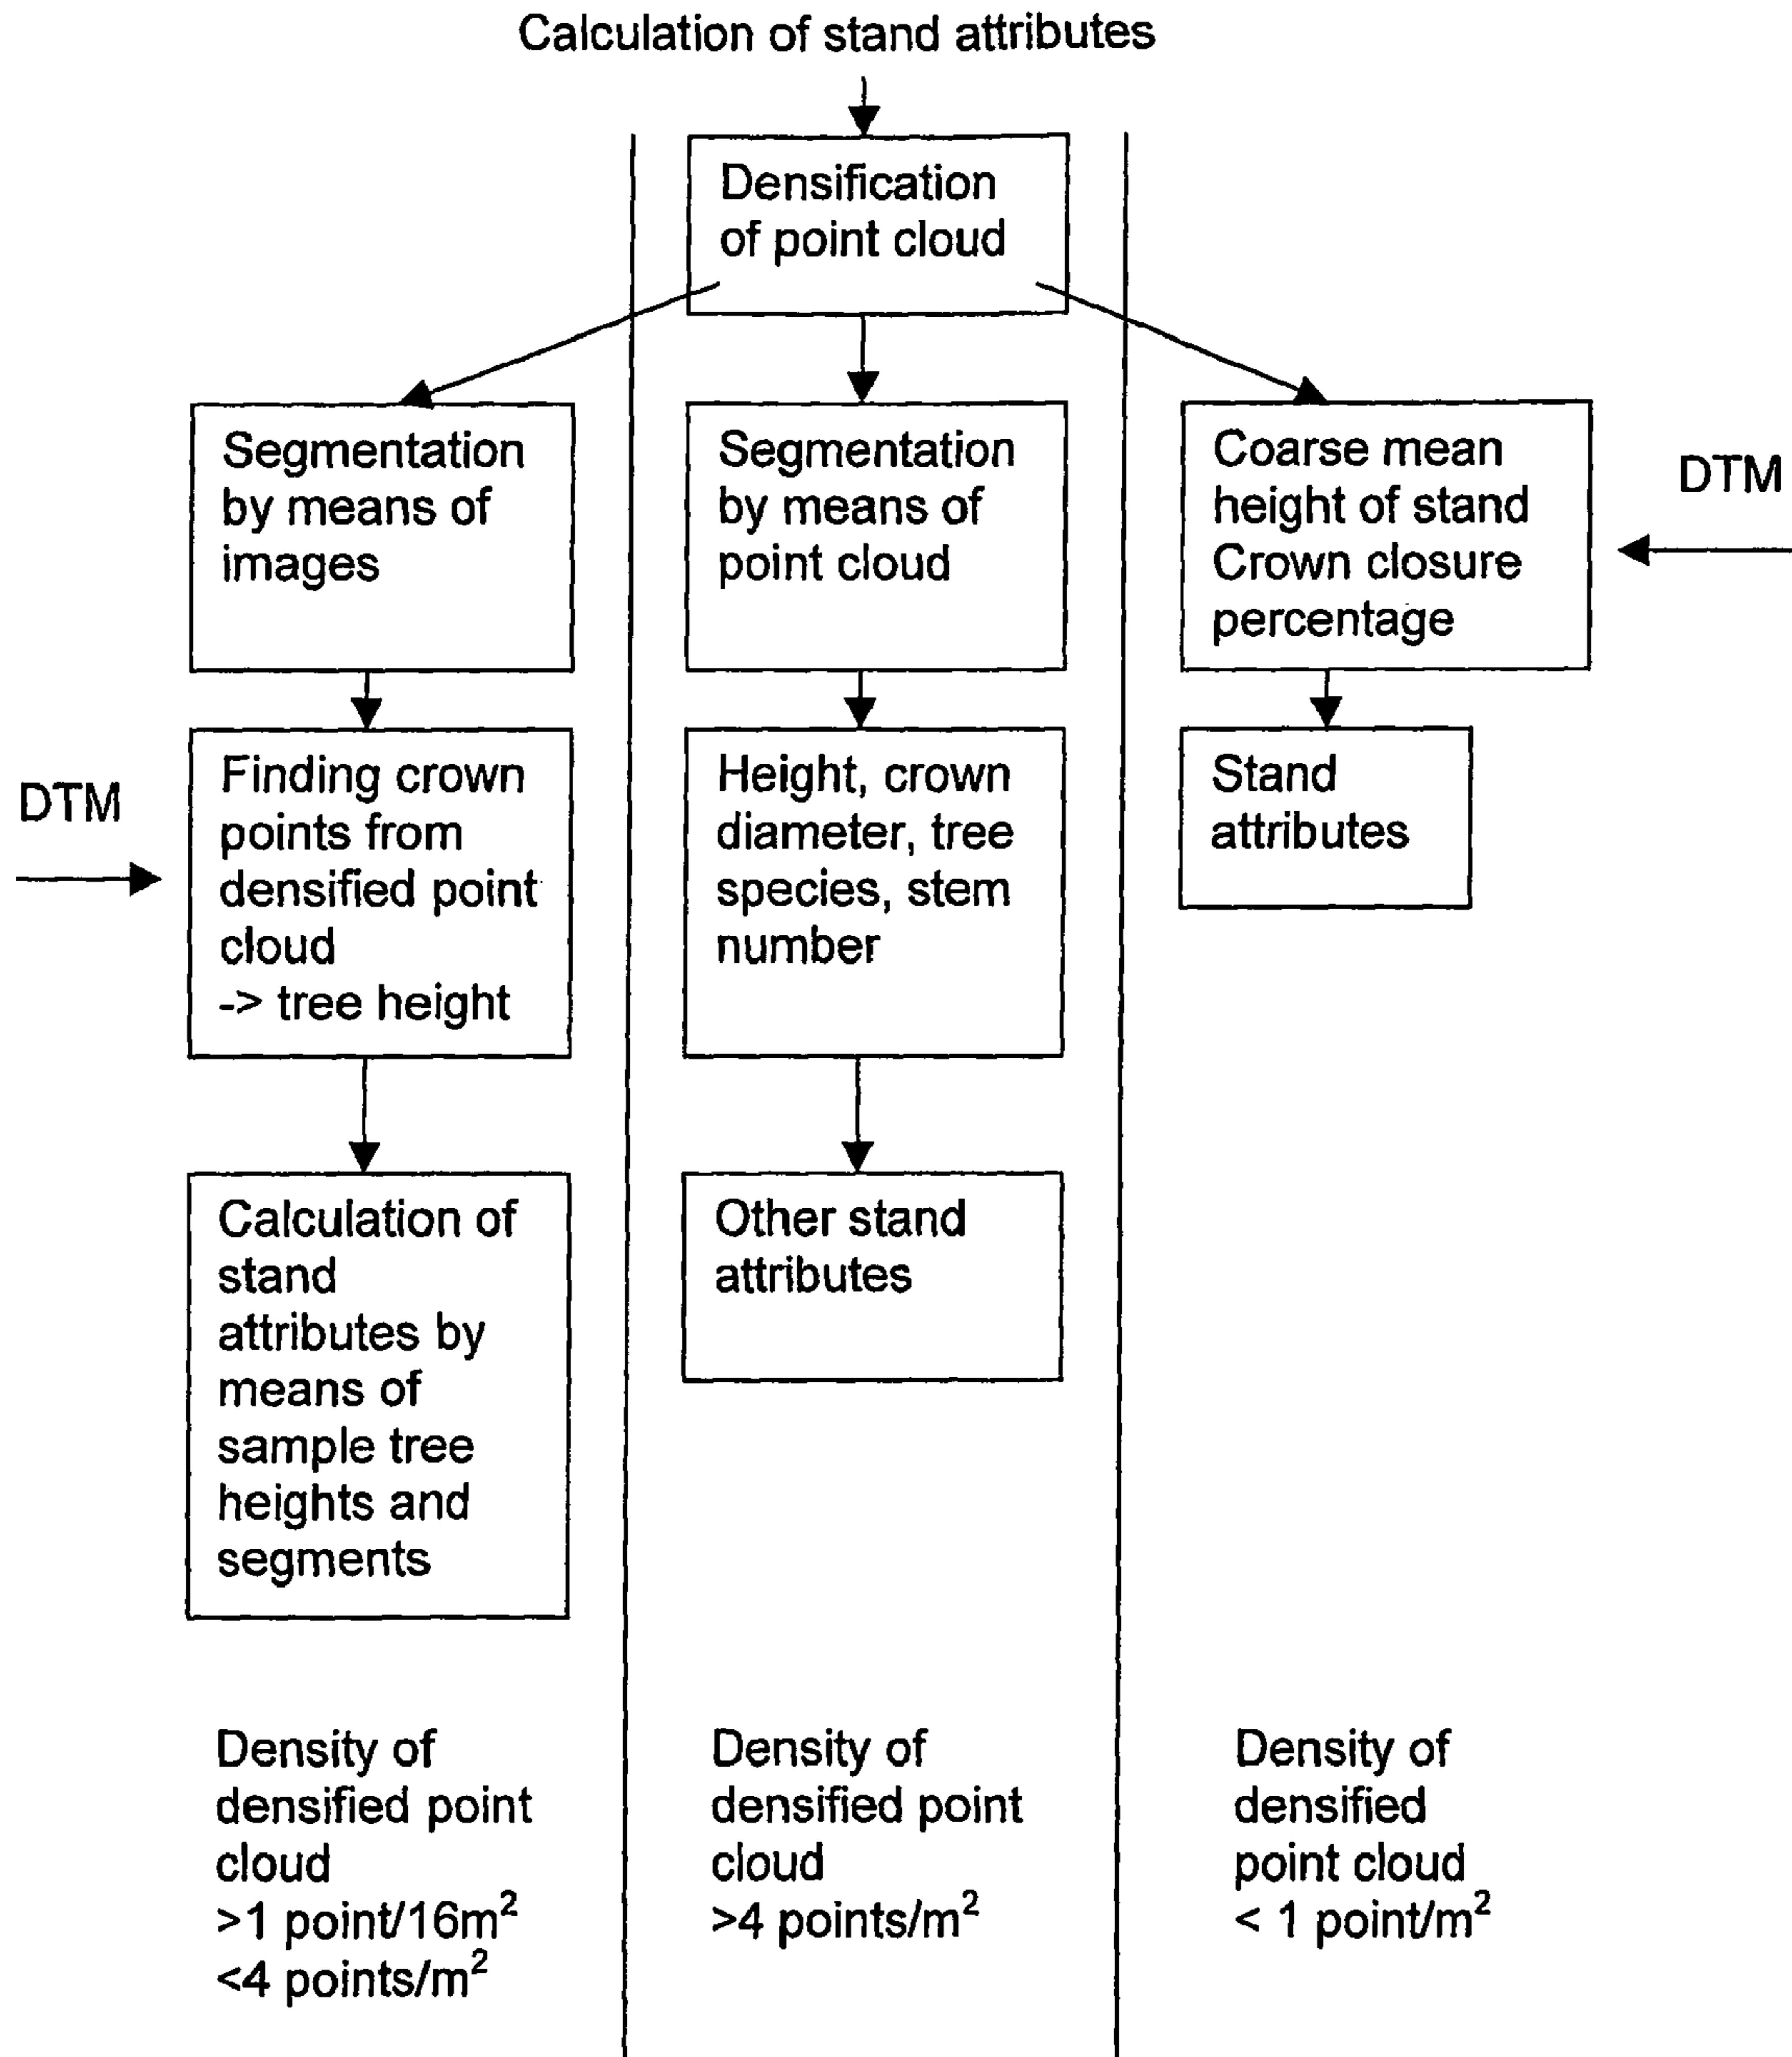 Calculation of stand attributes
Densification
of point cloud
Segmentation
by means of
images
Segmentation
by means of
point cloud
Coarse mean
height of stand
Crown closure
percentage
DTM
DTM
Finding crown
points from
densified point
cloud
-> tree height
Height, crown
diameter, tree
species, stem
number
Stand
attributes
Calculation of
stand
attributes by
means of
sample tree
heights and
segments
Other stand
attributes
Density of
densified point
cloud
>1 point/16m²
<4 points/m²
Density of
densified point
cloud
>4 points/m²
Density of
densified
point cloud
< 1 point/m²